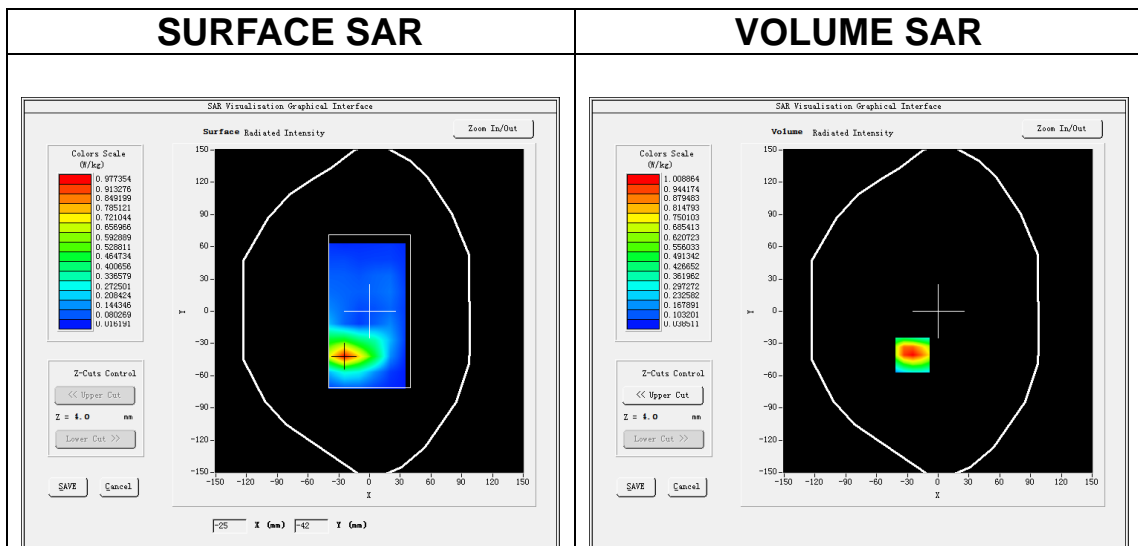 SURFACE SAR
VOLUME SAR
SAR Visualisation Graphical Interface
Surface Radiated Intensity
Zoom In/Out
Colors Scale
(W/kg)
0.977354
0.913276
0.849199
0.785121
0.721044
0.656966
0.592889
0.528811
0.464734
0.400656
0.336579
0.272501
0.208424
0.144346
0.080269
0.016191
Z-Cuts Control
<< Upper Cut
Z = 4.0 mm
Lower Cut >>
SAVE
Cancel
150
120
90
60
30
0
-30
-60
-90
-120
-150
Y
-150 -120 -90 -60 -30 0 30 60 90 120 150
X
-25 X (mm) -42 Y (mm)
SAR Visualisation Graphical Interface
Volume Radiated Intensity
Zoom In/Out
Colors Scale
(W/kg)
1.008864
0.944174
0.879483
0.814793
0.750103
0.685413
0.620723
0.556033
0.491342
0.426652
0.361962
0.297272
0.232582
0.167891
0.103201
0.038511
Z-Cuts Control
<< Upper Cut
Z = 4.0 mm
Lower Cut >>
SAVE
Cancel
150
120
90
60
30
0
-30
-60
-90
-120
-150
Y
-150 -120 -90 -60 -30 0 30 60 90 120 150
X